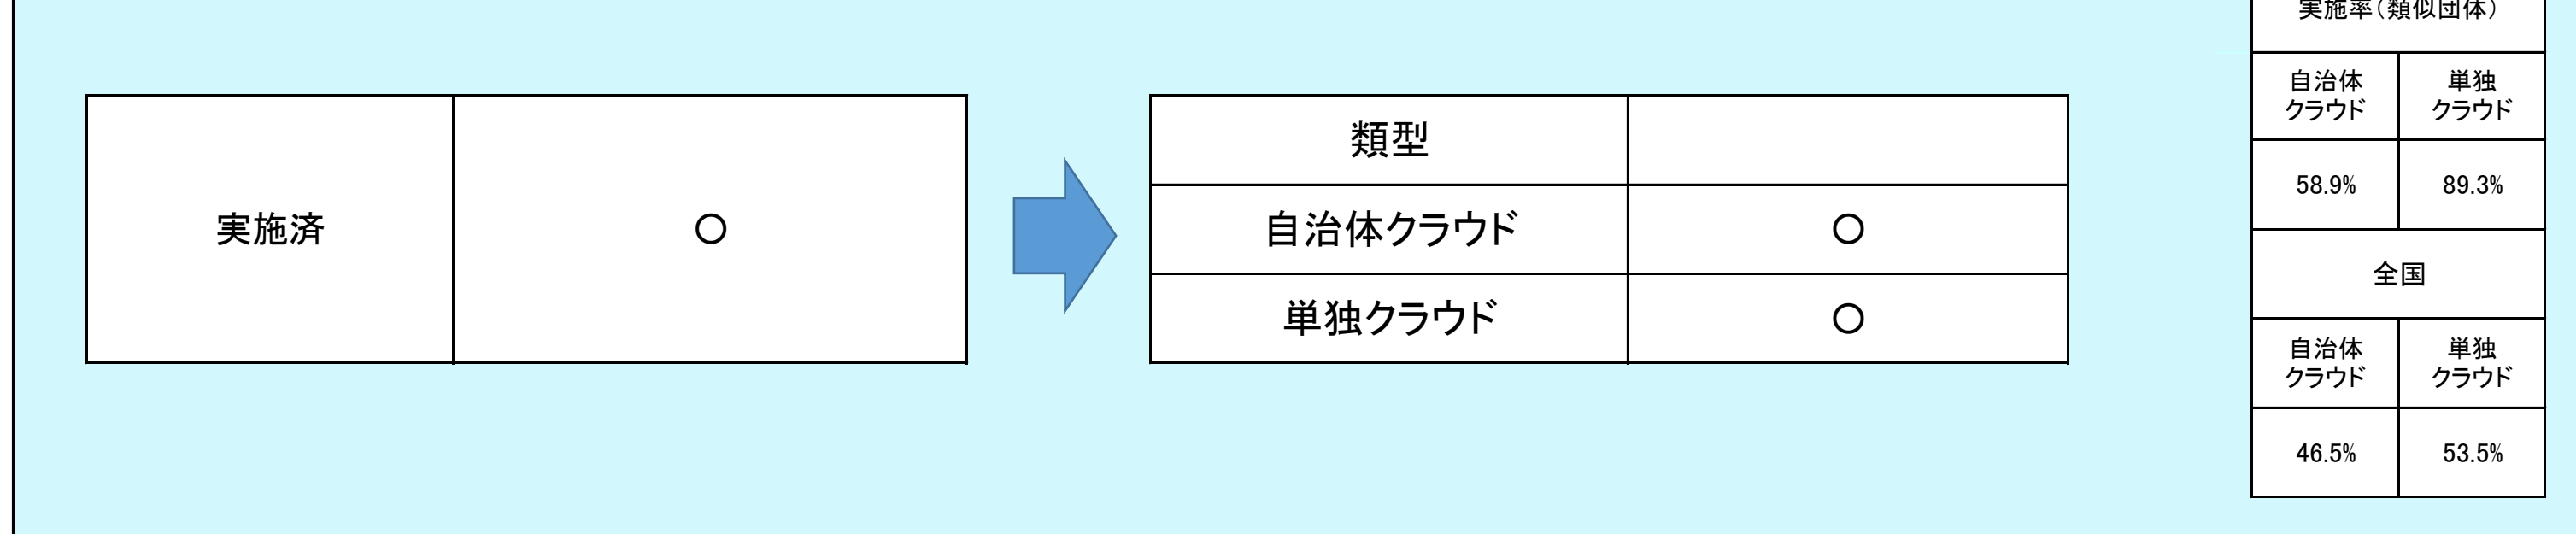 実施済
〇
類型
自治体クラウド
〇
単独クラウド
〇
実施率(類似団体)
自治体
クラウド
単独
クラウド
58.9%
89.3%
全国
自治体
クラウド
単独
クラウド
46.5%
53.5%